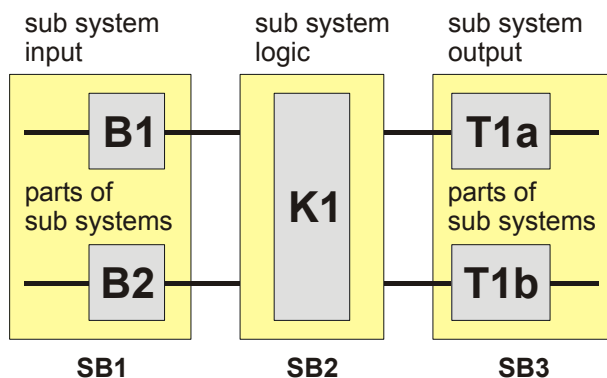 sub system
input
sub system
logic
sub system
output
B1
T1a
K1
parts of
sub systems
parts of
sub systems
B2
T1b
SB1
SB2
SB3